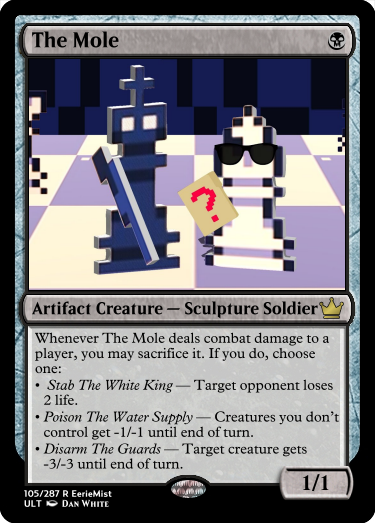 The Mole
?
Artifact Creature — Sculpture Soldier
Whenever The Mole deals combat damage to a
player, you may sacrifice it. If you do, choose
one:
• Stab The White King — Target opponent loses
2 life.
• Poison The Water Supply — Creatures you don't
control get -1/-1 until end of turn.
• Disarm The Guards — Target creature gets
-3/-3 until end of turn.
1/1
105/287 R EerieMist
ULT Dan White